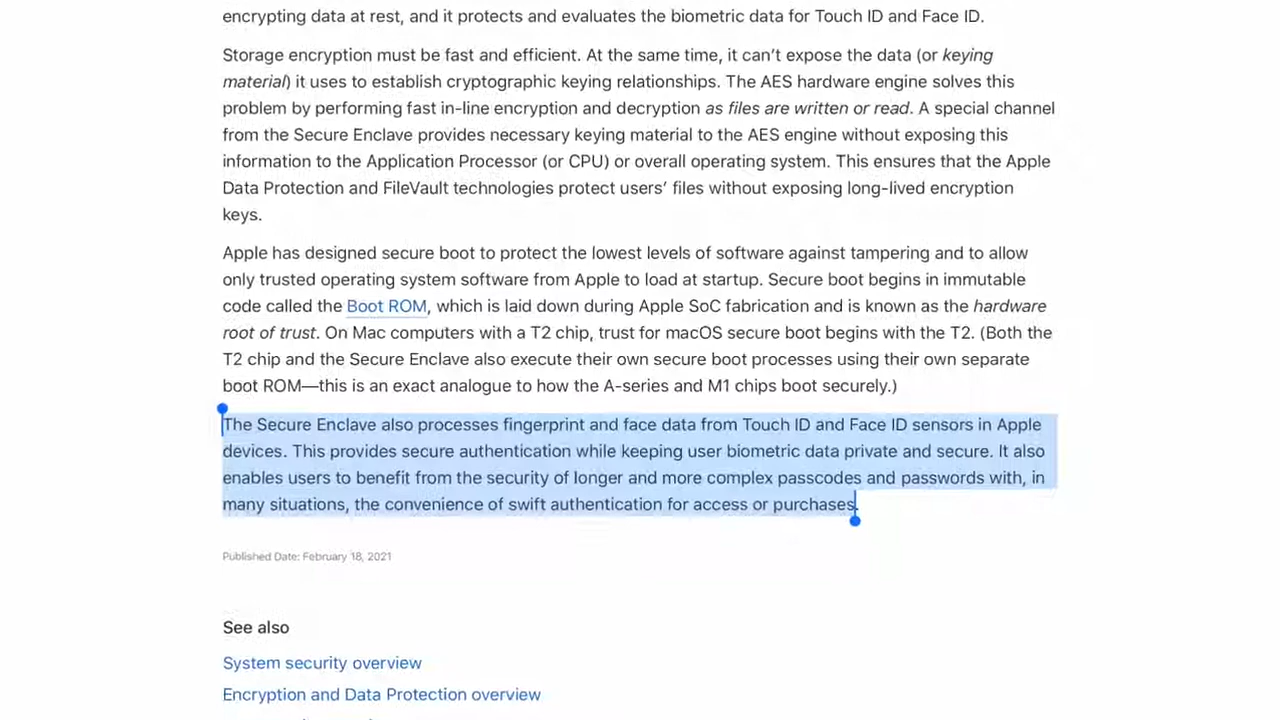 encrypting data at rest, and it protects and evaluates the biometric data for Touch ID and Face ID.
Storage encryption must be fast and efficient. At the same time, it can’t expose the data (or keying
material) it uses to establish cryptographic keying relationships. The AES hardware engine solves this
problem by performing fast in-line encryption and decryption as files are written or read. A special channel
from the Secure Enclave provides necessary keying material to the AES engine without exposing this
information to the Application Processor (or CPU) or overall operating system. This ensures that the Apple
Data Protection and FileVault technologies protect users’ files without exposing long-lived encryption
keys.
Apple has designed secure boot to protect the lowest levels of software against tampering and to allow
only trusted operating system software from Apple to load at startup. Secure boot begins in immutable
code called the Boot ROM, which is laid down during Apple SoC fabrication and is known as the hardware
root of trust. On Mac computers with a T2 chip, trust for macOS secure boot begins with the T2. (Both the
T2 chip and the Secure Enclave also execute their own secure boot processes using their own separate
boot ROM—this is an exact analogue to how the A-series and M1 chips boot securely.)
The Secure Enclave also processes fingerprint and face data from Touch ID and Face ID sensors in Apple
devices. This provides secure authentication while keeping user biometric data private and secure. It also
enables users to benefit from the security of longer and more complex passcodes and passwords with, in
many situations, the convenience of swift authentication for access or purchases.
Published Date: February 18, 2021
See also
System security overview
Encryption and Data Protection overview